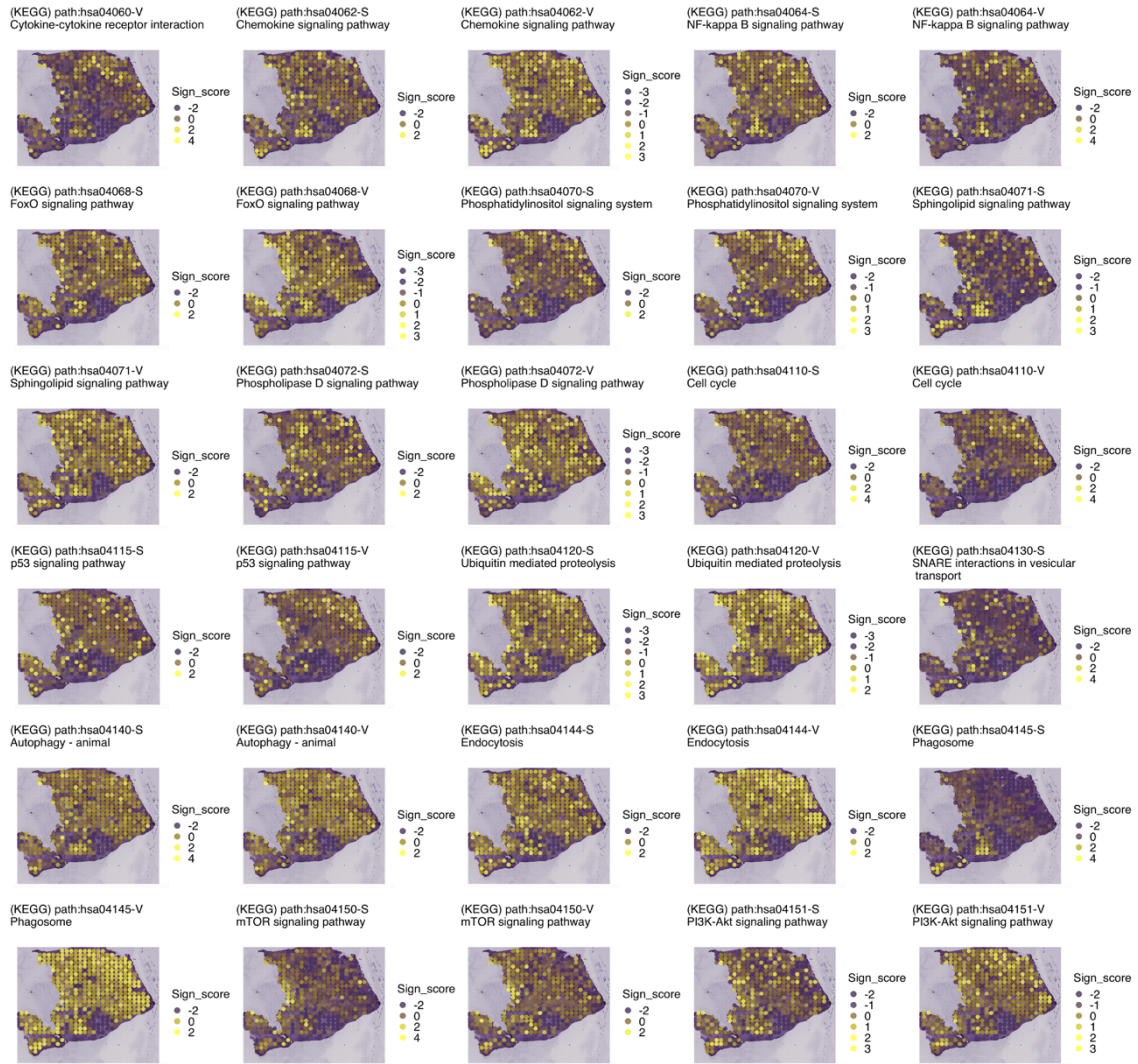 (KEGG) path:hsa04060-V
Cytokine-cytokine receptor interaction
Sign_score
-2
0
2
4
(KEGG) path:hsa04062-S
Chemokine signaling pathway
Sign_score
-2
0
2
(KEGG) path:hsa04062-V
Chemokine signaling pathway
Sign_score
-3
-2
-1
0
1
2
3
(KEGG) path:hsa04064-S
NF-kappa B signaling pathway
Sign_score
-2
0
2
(KEGG) path:hsa04064-V
NF-kappa B signaling pathway
Sign_score
-2
0
2
4
(KEGG) path:hsa04068-S
FoxO signaling pathway
Sign_score
-2
0
2
(KEGG) path:hsa04068-V
FoxO signaling pathway
Sign_score
-3
-2
-1
0
1
2
3
(KEGG) path:hsa04070-S
Phosphatidylinositol signaling system
Sign_score
-2
0
2
(KEGG) path:hsa04070-V
Phosphatidylinositol signaling system
Sign_score
-2
-1
0
1
2
3
(KEGG) path:hsa04071-S
Sphingolipid signaling pathway
Sign_score
-2
-1
0
1
2
3
(KEGG) path:hsa04071-V
Sphingolipid signaling pathway
Sign_score
-2
0
2
(KEGG) path:hsa04072-S
Phospholipase D signaling pathway
Sign_score
-2
0
2
(KEGG) path:hsa04072-V
Phospholipase D signaling pathway
Sign_score
-3
-2
-1
0
1
2
3
(KEGG) path:hsa04110-S
Cell cycle
Sign_score
-2
0
2
4
(KEGG) path:hsa04110-V
Cell cycle
Sign_score
-2
0
2
4
(KEGG) path:hsa04115-S
p53 signaling pathway
Sign_score
-2
0
2
(KEGG) path:hsa04115-V
p53 signaling pathway
Sign_score
-2
0
2
(KEGG) path:hsa04120-S
Ubiquitin mediated proteolysis
Sign_score
-3
-2
-1
0
1
2
3
(KEGG) path:hsa04120-V
Ubiquitin mediated proteolysis
Sign_score
-3
-2
-1
0
1
2
(KEGG) path:hsa04130-S
SNARE interactions in vesicular
transport
Sign_score
-2
0
2
4
(KEGG) path:hsa04140-S
Autophagy - animal
Sign_score
-2
0
2
4
(KEGG) path:hsa04140-V
Autophagy - animal
Sign_score
-2
0
2
(KEGG) path:hsa04144-S
Endocytosis
Sign_score
-2
0
2
(KEGG) path:hsa04144-V
Endocytosis
Sign_score
-2
0
2
(KEGG) path:hsa04145-S
Phagosome
Sign_score
-2
0
2
4
(KEGG) path:hsa04145-V
Phagosome
Sign_score
-2
0
2
(KEGG) path:hsa04150-S
mTOR signaling pathway
Sign_score
-2
0
2
4
(KEGG) path:hsa04150-V
mTOR signaling pathway
Sign_score
-2
0
2
(KEGG) path:hsa04151-S
PI3K-Akt signaling pathway
Sign_score
-2
-1
0
1
2
3
(KEGG) path:hsa04151-V
PI3K-Akt signaling pathway
Sign_score
-2
-1
0
1
2
3